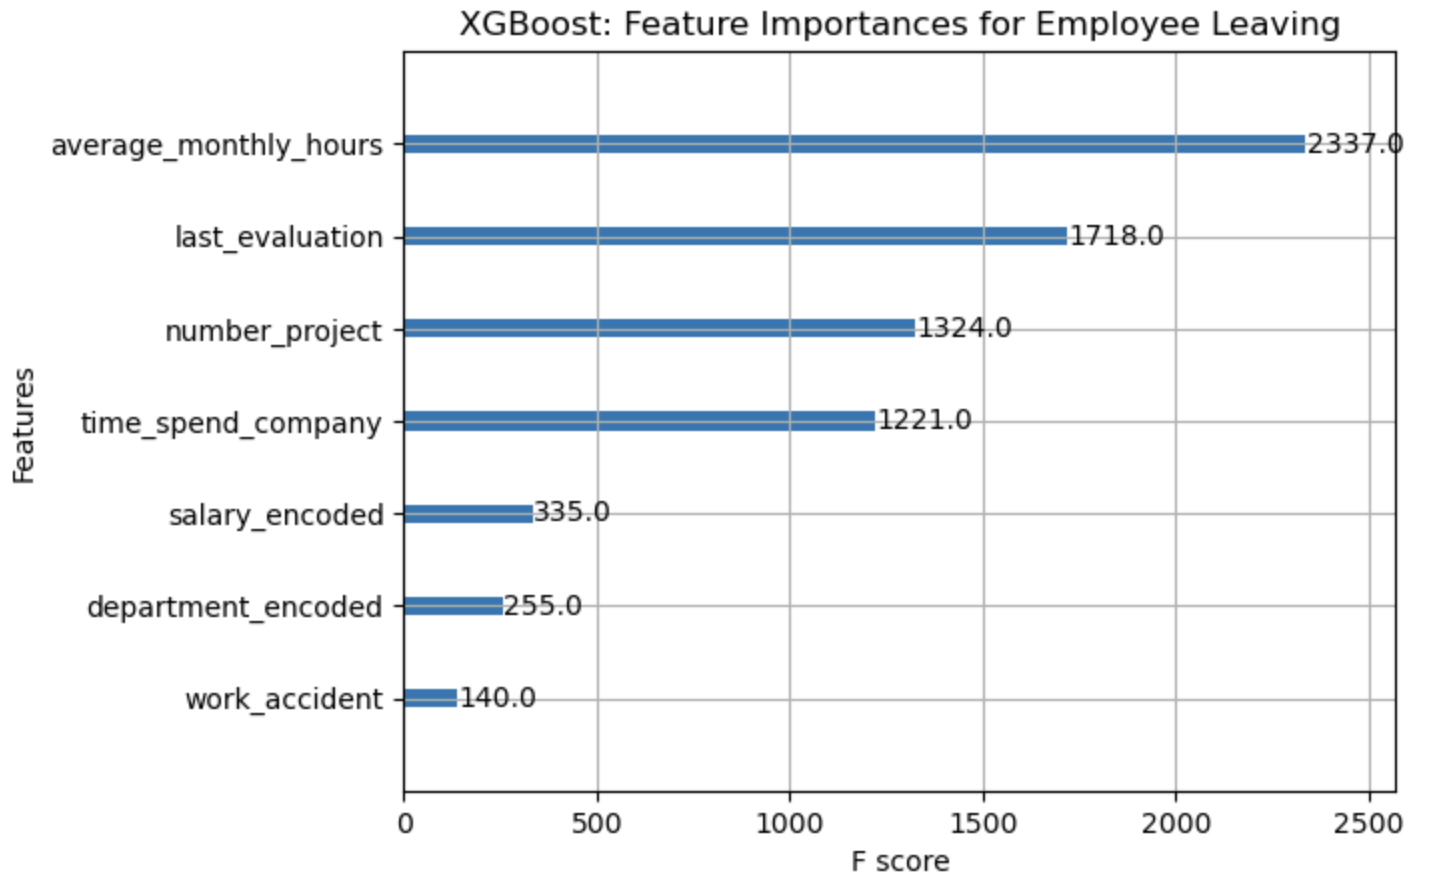 XGBoost: Feature Importances for Employee Leaving
average_monthly_hours 2337.0
last_evaluation 1718.0
number_project 1324.0
time_spend_company 1221.0
salary_encoded 335.0
department_encoded 255.0
work_accident 140.0
Features
0 500 1000 1500 2000 2500
F score